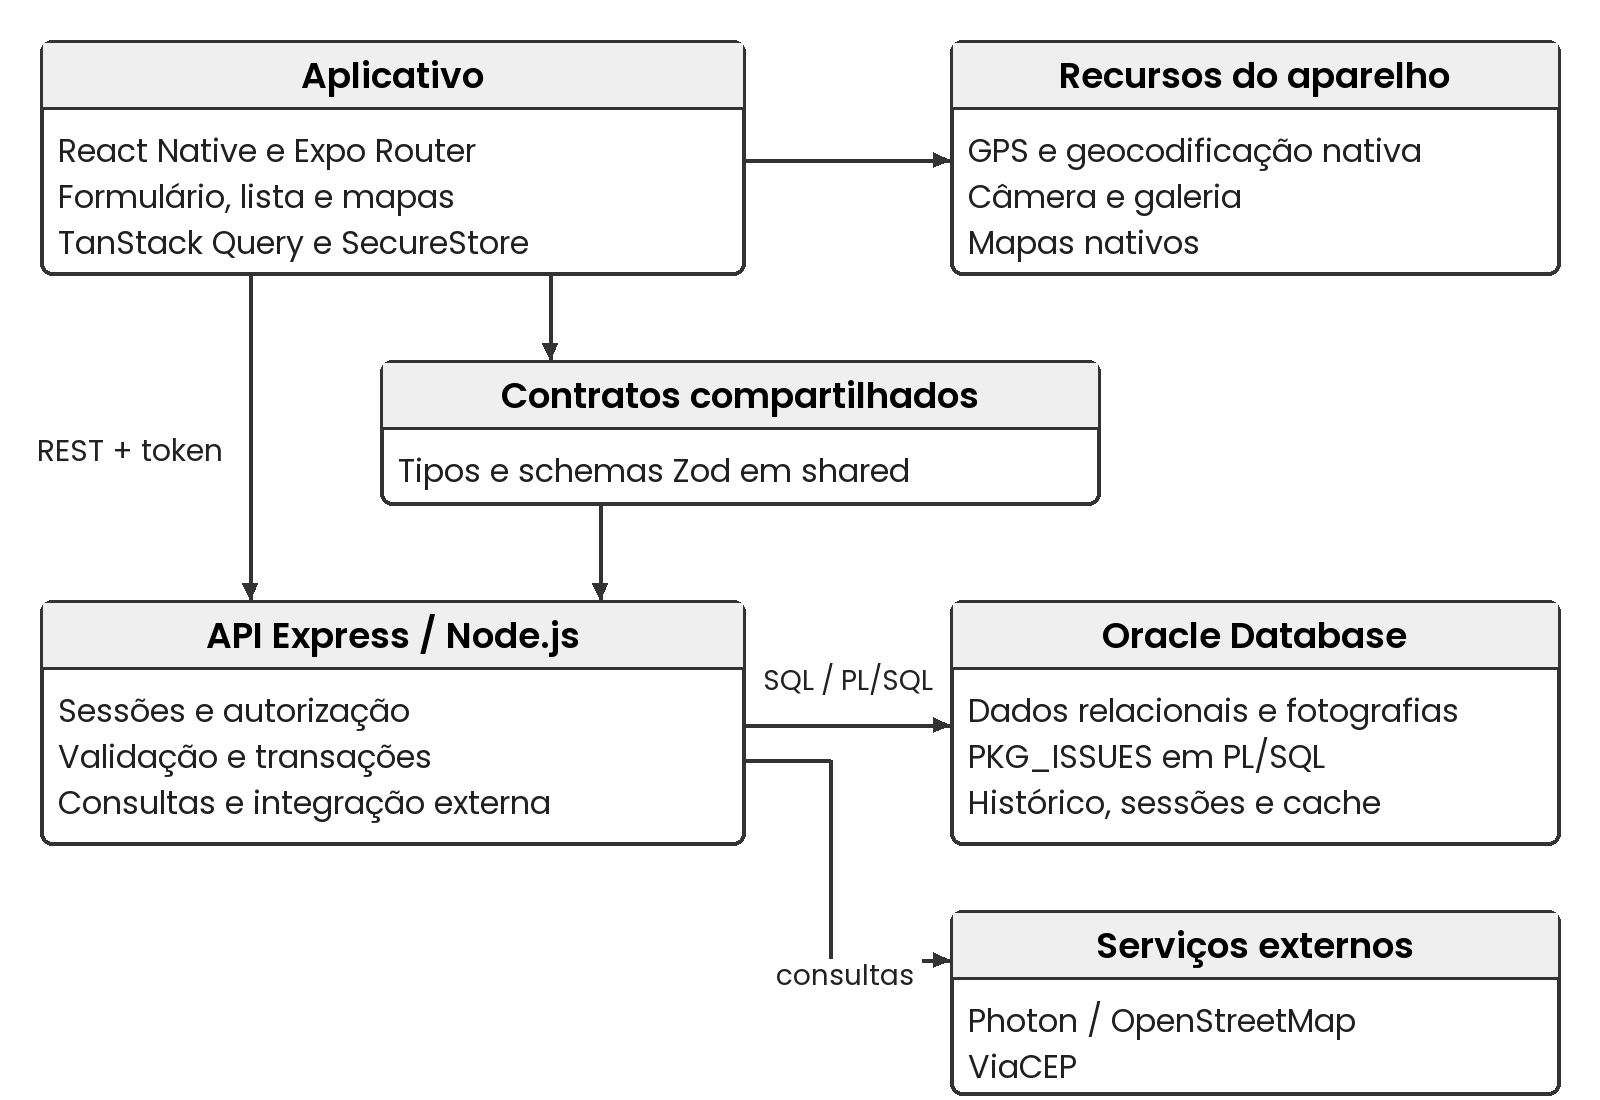 Aplicativo
React Native e Expo Router
Formulário, lista e mapas
TanStack Query e SecureStore
Recursos do aparelho
GPS e geocodificação nativa
Câmera e galeria
Mapas nativos
Contratos compartilhados
Tipos e schemas Zod em shared
REST + token
API Express / Node.js
Sessões e autorização
Validação e transações
Consultas e integração externa
SQL / PL/SQL
Oracle Database
Dados relacionais e fotografias
PKG_ISSUES em PL/SQL
Histórico, sessões e cache
consultas
Serviços externos
Photon / OpenStreetMap
ViaCEP